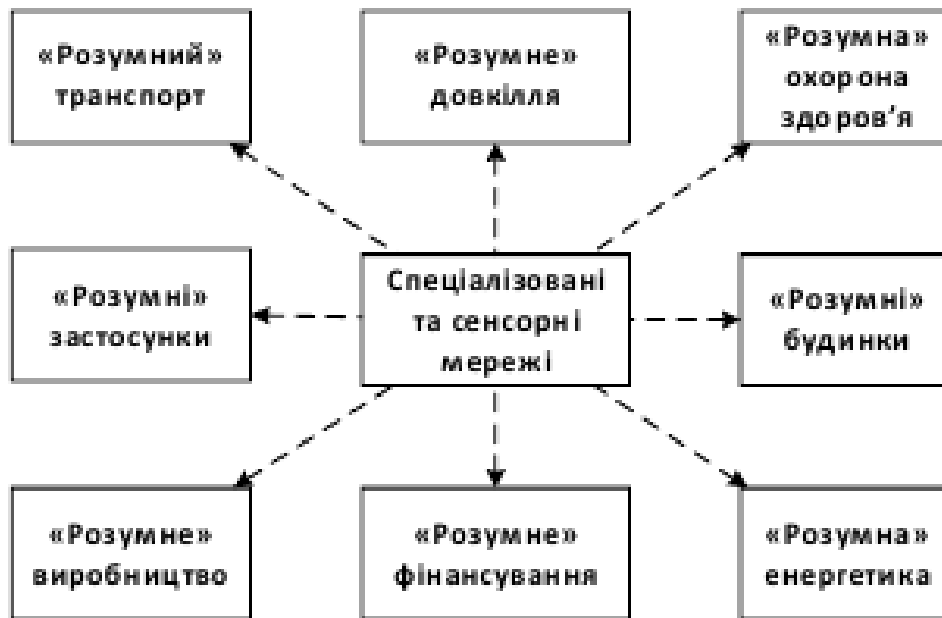 «Розумний»
транспорт
«Розумне»
довкілля
«Розумна»
охорона
здоров'я
«Розумні»
застосунки
Спеціалізовані
та сенсорні
мережі
«Розумні»
будинки
«Розумне»
виробництво
«Розумне»
фінансування
«Розумна»
енергетика